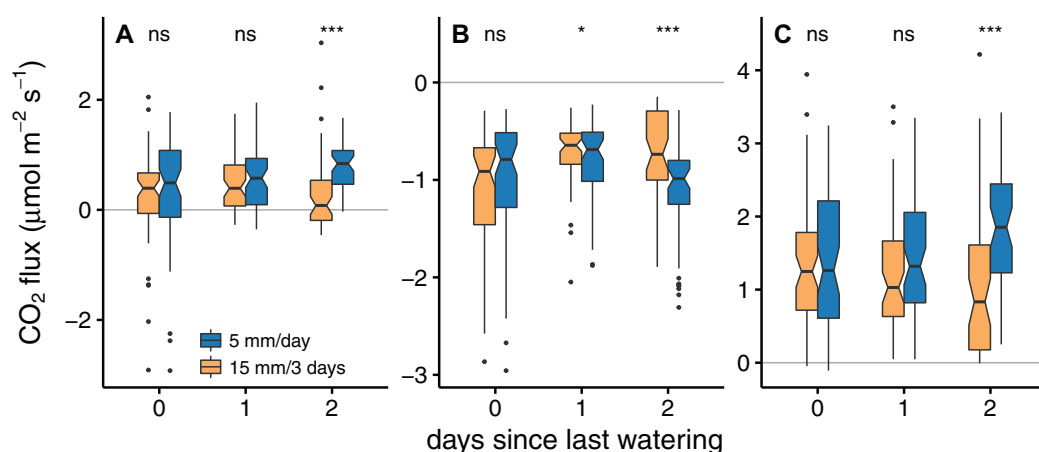 A ns ns ***
B ns * ***
C ns ns ***
CO₂ flux (μmol m⁻² s⁻¹)
2
0
−2
0
−1
−2
−3
4
3
2
1
0
5 mm/day
15 mm/3 days
0 1 2
0 1 2
0 1 2
days since last watering